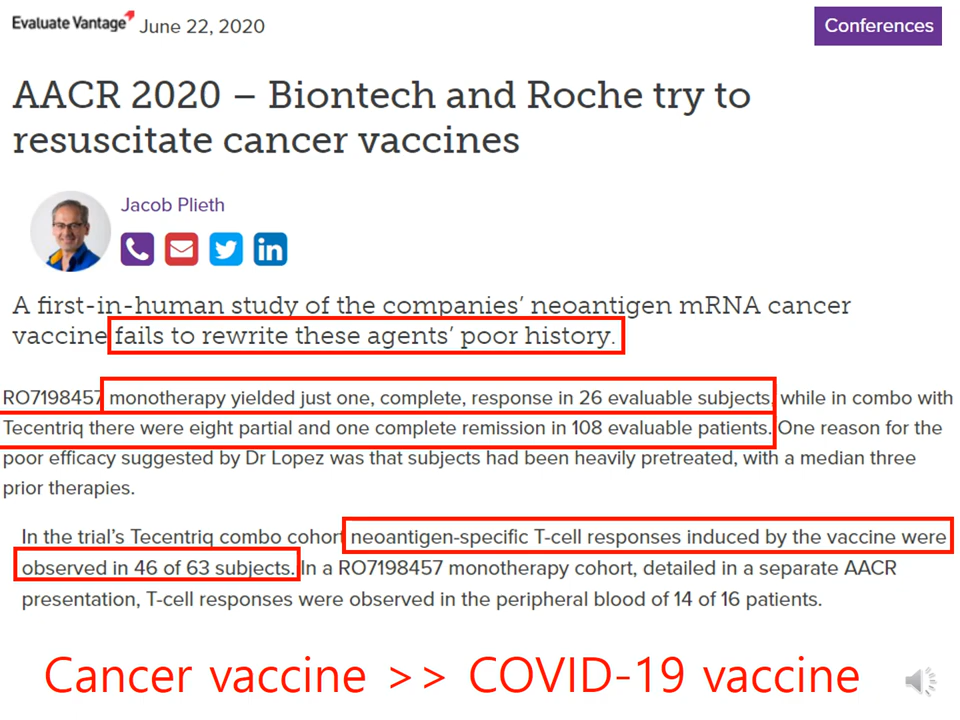 Evaluate Vantage June 22, 2020
Conferences
AACR 2020 – Biontech and Roche try to
resuscitate cancer vaccines
Jacob Plieth
in
A first-in-human study of the companies' neoantigen mRNA cancer
vaccine fails to rewrite these agents' poor history.
RO7198457 monotherapy yielded just one, complete, response in 26 evaluable subjects, while in combo with
Tecentriq there were eight partial and one complete remission in 108 evaluable patients. One reason for the
poor efficacy suggested by Dr Lopez was that subjects had been heavily pretreated, with a median three
prior therapies.
In the trial's Tecentriq combo cohort neoantigen-specific T-cell responses induced by the vaccine were
observed in 46 of 63 subjects. In a RO7198457 monotherapy cohort, detailed in a separate AACR
presentation, T-cell responses were observed in the peripheral blood of 14 of 16 patients.
Cancer vaccine >> COVID-19 vaccine